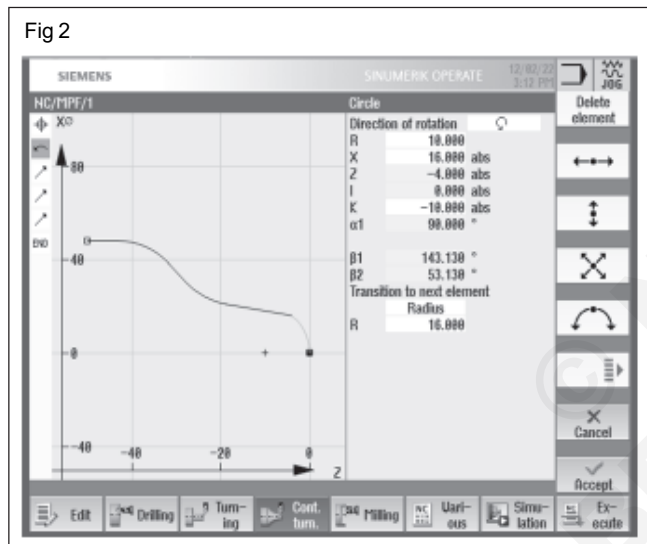 Fig 2
SIEMENS
SINUMERIK OPERATE
12/02/22
3:12 PM
JOG
NC/MPF/1
Circle
Delete
element
X∅
Direction of rotation
R 10.000
X 16.000 abs
Z -4.000 abs
I 0.000 abs
K -10.000 abs
α1 90.000 °
β1 143.130 °
β2 53.130 °
Transition to next element
Radius
R 16.000
80
40
0
-40
-40 -20 0
Z
END
Cancel
Accept
Edit
Drilling
Turn-
ing
Cont.
turn.
Milling
NC
Vari-
ous
Simu-
lation
Ex-
ecute